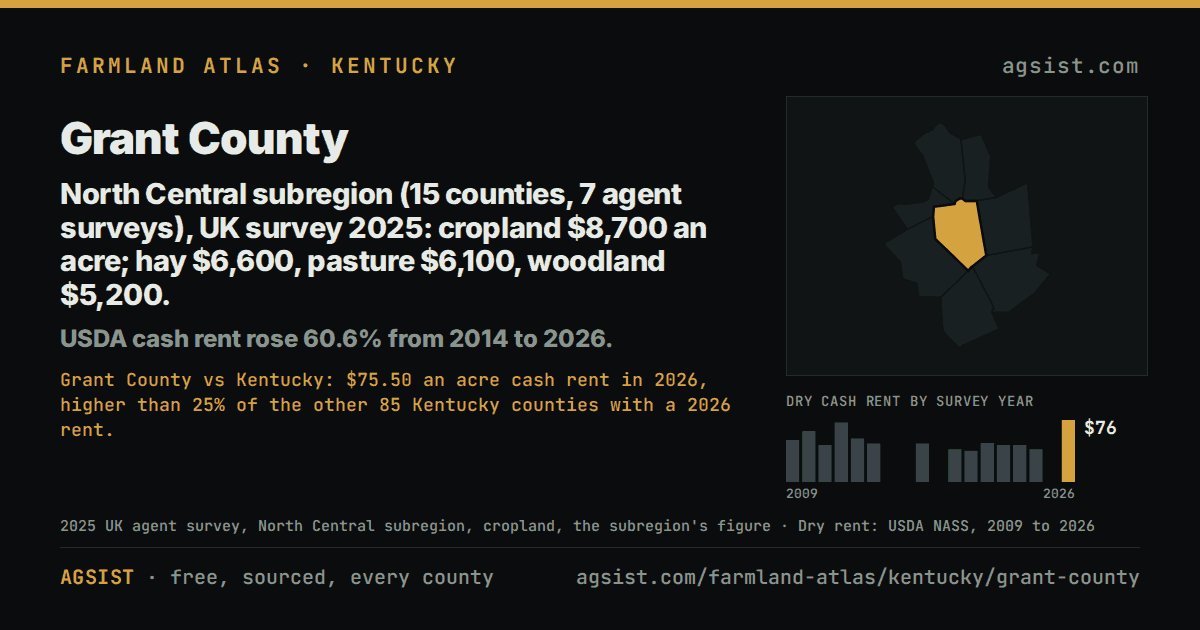 FARMLAND ATLAS · KENTUCKY
agsist.com
Grant County
North Central subregion (15 counties, 7 agent
surveys), UK survey 2025: cropland $8,700 an
acre; hay $6,600, pasture $6,100, woodland
$5,200.
USDA cash rent rose 60.6% from 2014 to 2026.
Grant County vs Kentucky: $75.50 an acre cash rent in 2026,
higher than 25% of the other 85 Kentucky counties with a 2026
rent.
DRY CASH RENT BY SURVEY YEAR
$76
2009
2026
2025 UK agent survey, North Central subregion, cropland, the subregion's figure · Dry rent: USDA NASS, 2009 to 2026
AGSIST · free, sourced, every county
agsist.com/farmland-atlas/kentucky/grant-county